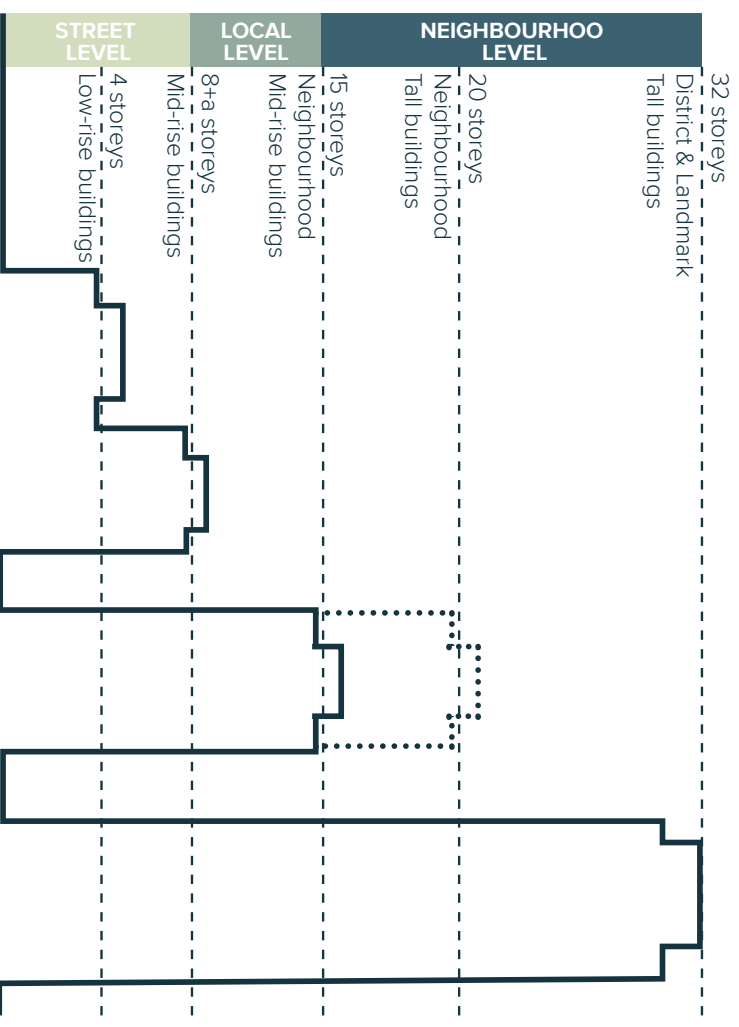 STREET
LEVEL
LOCAL
LEVEL
NEIGHBOURHOO
LEVEL
4 storeys
Low-rise buildings
8+a storeys
Mid-rise buildings
15 storeys
Neighbourhood
Mid-rise buildings
20 storeys
Neighbourhood
Tall buildings
32 storeys
District & Landmark
Tall buildings